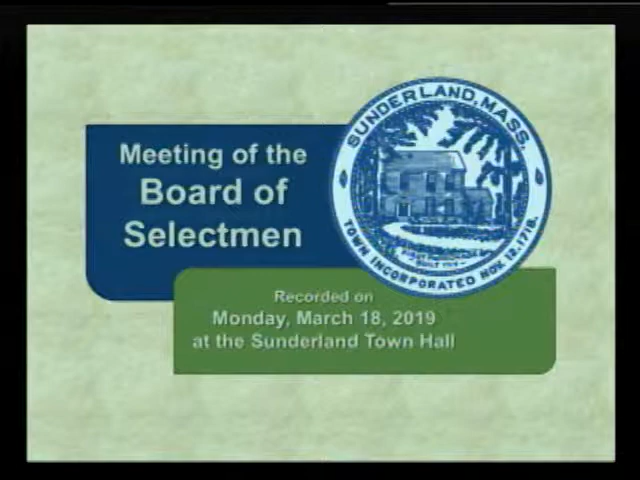 Meeting of the
Board of
Selectmen
SUNDERLAND, MASS.
TOWN INCORPORATED NOV. 12, 1718.
Recorded on
Monday, March 18, 2019
at the Sunderland Town Hall